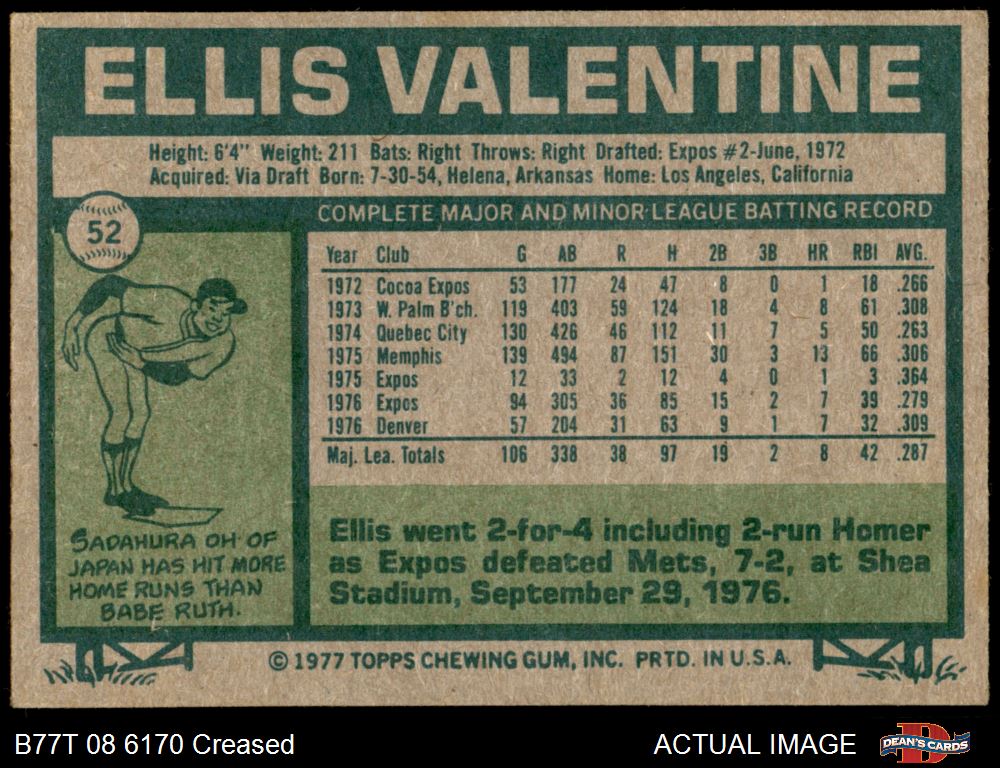 ELLIS VALENTINE
Height: 6'4" Weight: 211 Bats: Right Throws: Right Drafted: Expos #2-June, 1972
Acquired: Via Draft Born: 7-30-54, Helena, Arkansas Home: Los Angeles, California
52
COMPLETE MAJOR AND MINOR LEAGUE BATTING RECORD
Year Club G AB R H 2B 3B HR RBI AVG.
1972 Cocoa Expos 53 177 24 47 8 0 1 18 .266
1973 W. Palm B'ch. 119 403 59 124 18 4 8 61 .308
1974 Quebec City 130 426 46 112 11 7 5 50 .263
1975 Memphis 139 494 87 151 30 3 13 66 .306
1975 Expos 12 33 2 12 4 0 1 3 .364
1976 Expos 94 305 36 85 15 2 7 39 .279
1976 Denver 57 204 31 63 9 1 7 32 .309
Maj. Lea. Totals 106 338 38 97 19 2 8 42 .287
SADAHURA OH OF
JAPAN HAS HIT MORE
HOME RUNS THAN
BABE RUTH.
Ellis went 2-for-4 including 2-run Homer
as Expos defeated Mets, 7-2, at Shea
Stadium, September 29, 1976.
© 1977 TOPPS CHEWING GUM, INC. PRTD. IN U.S.A.
B77T 08 6170 Creased
ACTUAL IMAGE
DEAN'S CARDS